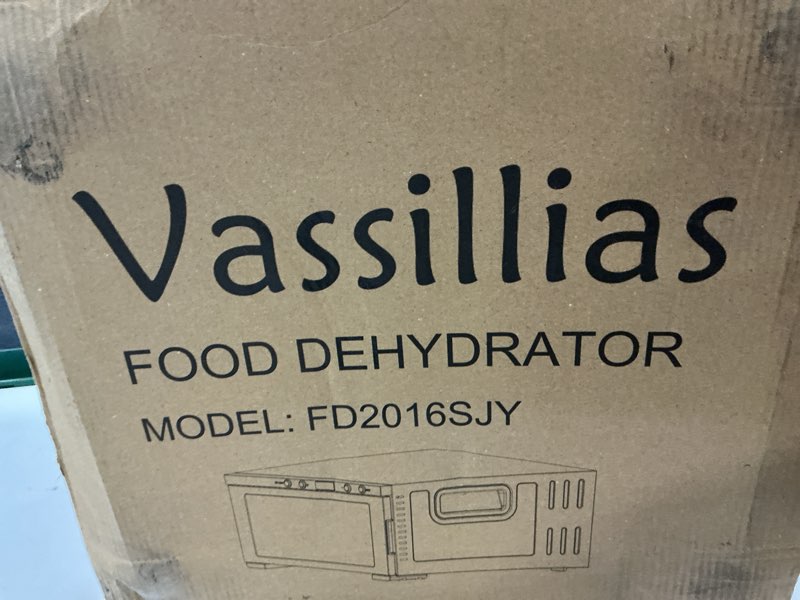 Vassillias
FOOD DEHYDRATOR
MODEL: FD2016SJY